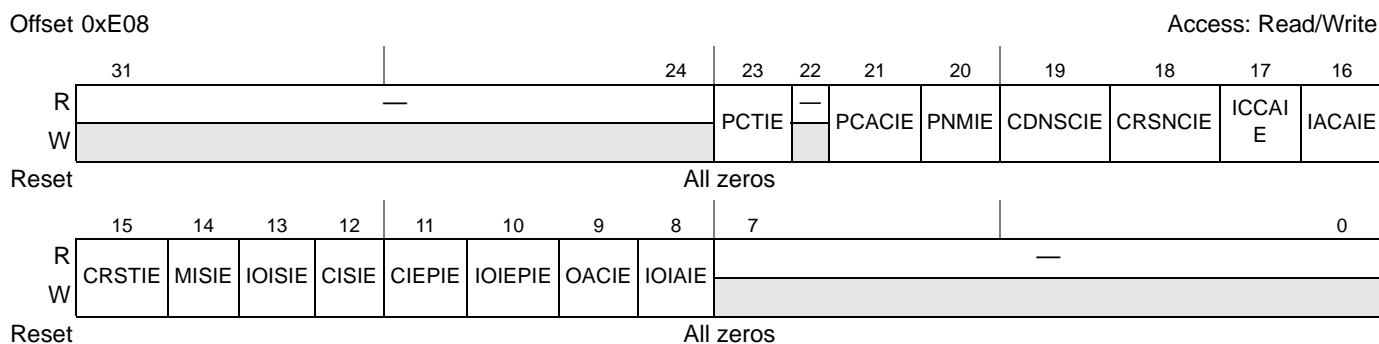 Offset 0xE08 Access: Read/Write
31 24 23 22 21 20 19 18 17 16
R — PCTIE — PCACIE PNMIE CDNSCIE CRSNCIE ICCAI IACAIE
W E
Reset All zeros
15 14 13 12 11 10 9 8 7 0
R CRSTIE MISIE IOISIE CISIE CIEPIE IOIEPIE OACIE IOIAIE —
W
Reset All zeros